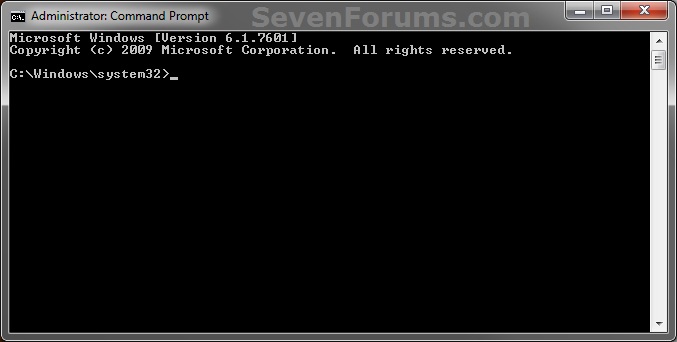 SevenForums.com
Administrator: Command Prompt
Microsoft Windows [Version 6.1.7601]
Copyright (c) 2009 Microsoft Corporation.  All rights reserved.
C:\Windows\system32>_